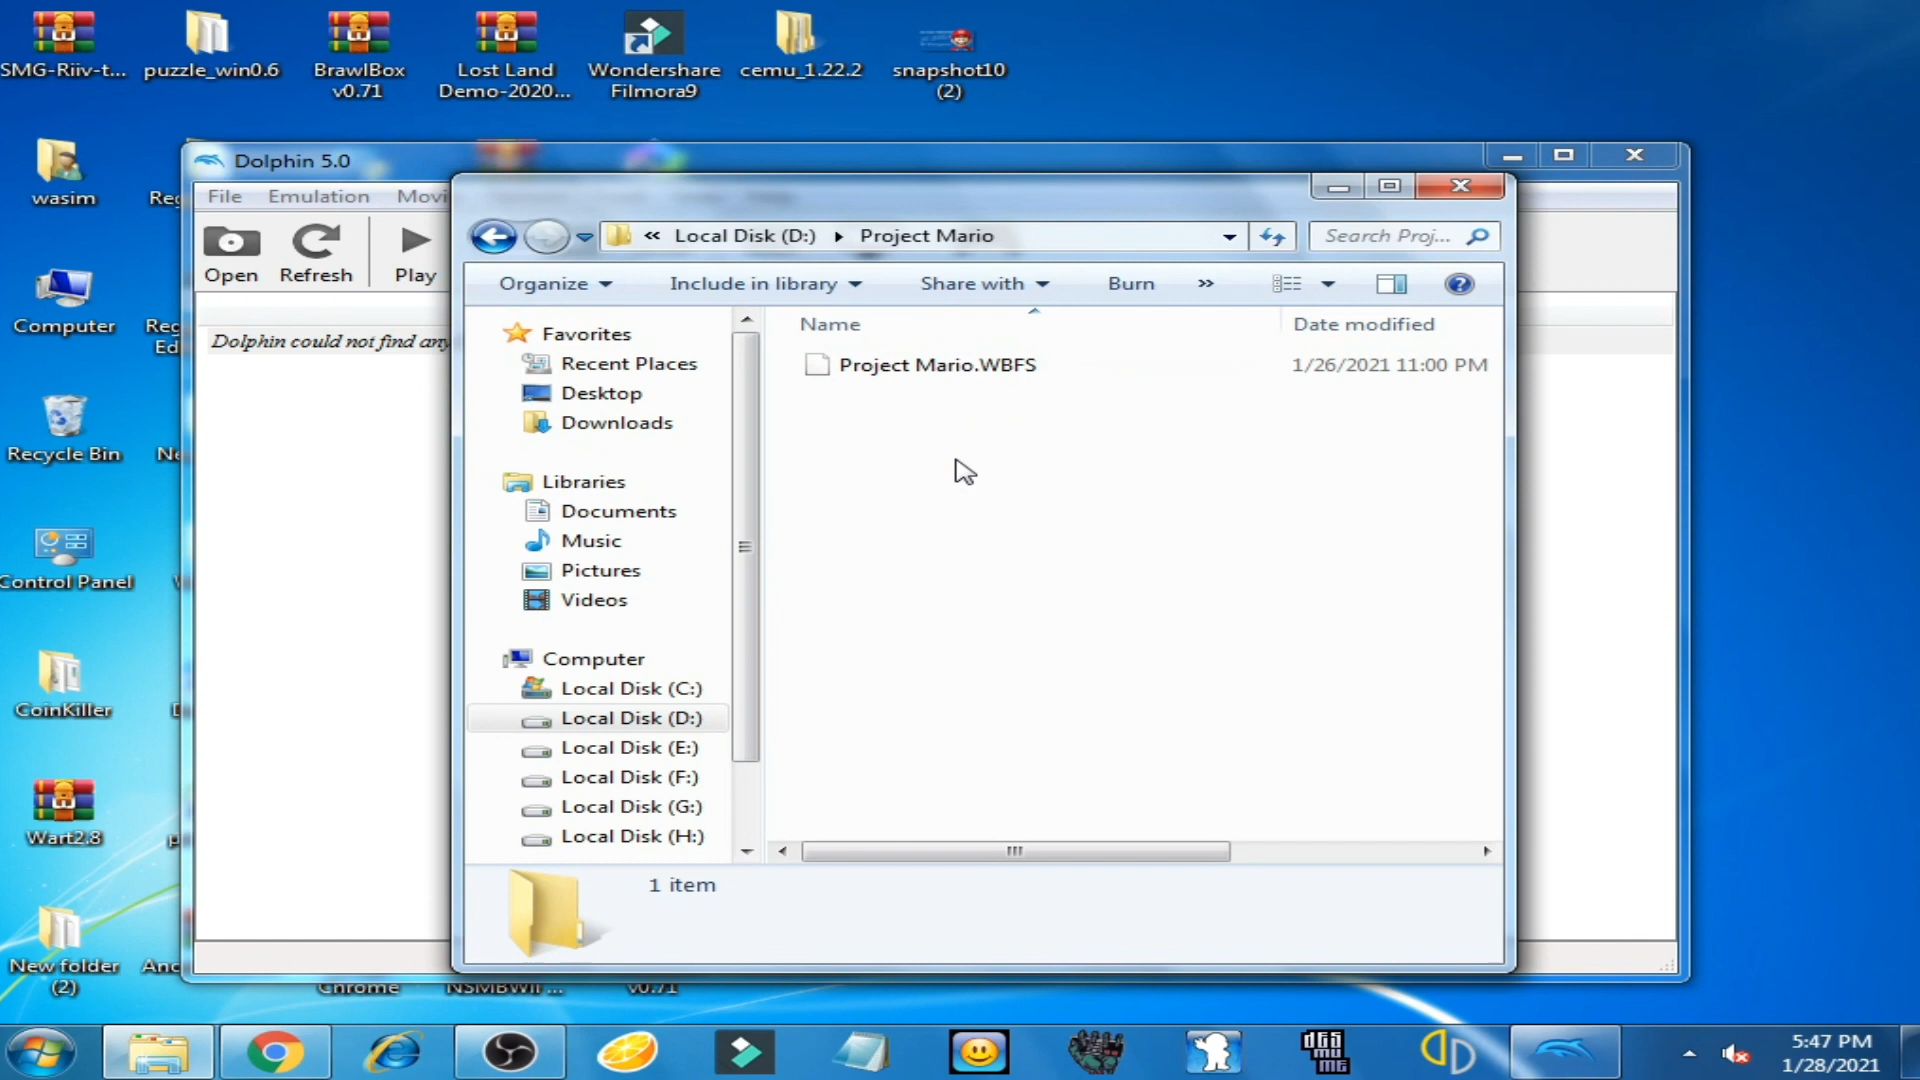 SMG-Riiv-t...
puzzle_win0.6
BrawlBox
v0.71
Lost Land
Demo-2020...
Wondershare
Filmora9
cemu_1.22.2
snapshot10
(2)
wasim
Computer
Recycle Bin
Control Panel
CoinKiller
Wart2.8
New folder
(2)
Chrome
NSMBWii ...
v0.71
Dolphin 5.0
File
Emulation
Movi
Open
Refresh
Play
Dolphin could not find any
« Local Disk (D:) Project Mario
Search Proj...
Organize
Include in library
Share with
Burn
»
Name
Date modified
Project Mario.WBFS
1/26/2021 11:00 PM
Favorites
Recent Places
Desktop
Downloads
Libraries
Documents
Music
Pictures
Videos
Computer
Local Disk (C:)
Local Disk (D:)
Local Disk (E:)
Local Disk (F:)
Local Disk (G:)
Local Disk (H:)
1 item
5:47 PM
1/28/2021